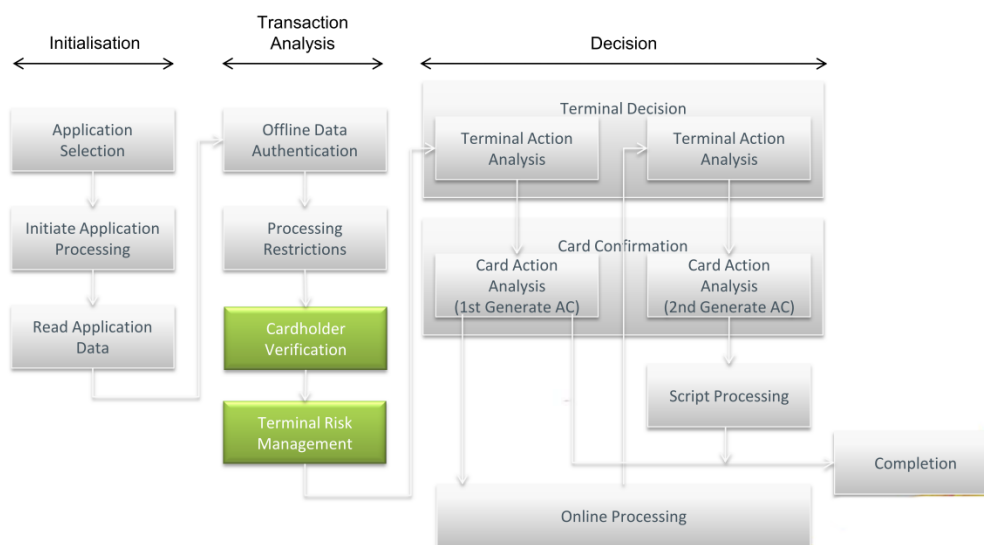 Initialisation
Transaction
Analysis
Decision
Application
Selection
Initiate Application
Processing
Read Application
Data
Offline Data
Authentication
Processing
Restrictions
Cardholder
Verification
Terminal Risk
Management
Terminal Decision
Terminal Action
Analysis
Terminal Action
Analysis
Card Confirmation
Card Action
Analysis
(1st Generate AC)
Card Action
Analysis
(2nd Generate AC)
Script Processing
Completion
Online Processing